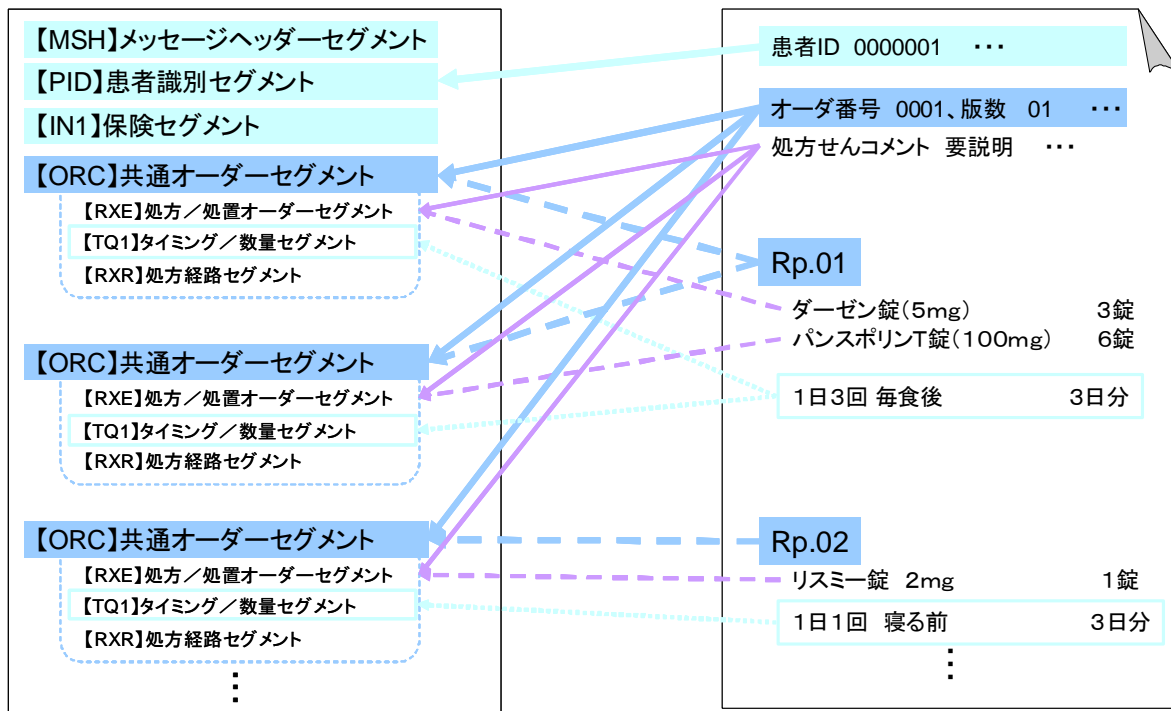 【MSH】メッセージヘッダーセグメント
【PID】患者識別セグメント
【IN1】保険セグメント
【ORC】共通オーダーセグメント
【RXE】処方／処置オーダーセグメント
【TQ1】タイミング／数量セグメント
【RXR】処方経路セグメント
【ORC】共通オーダーセグメント
【RXE】処方／処置オーダーセグメント
【TQ1】タイミング／数量セグメント
【RXR】処方経路セグメント
【ORC】共通オーダーセグメント
【RXE】処方／処置オーダーセグメント
【TQ1】タイミング／数量セグメント
【RXR】処方経路セグメント
⋮
患者ID 0000001 ・・・
オーダ番号 0001、版数 01 ・・・
処方せんコメント 要説明 ・・・
Rp.01
ダーゼン錠（5mg） 3錠
パンスポリンT錠（100mg） 6錠
1日3回 毎食後 3日分
Rp.02
リスミー錠 2mg 1錠
1日1回 寝る前 3日分
⋮